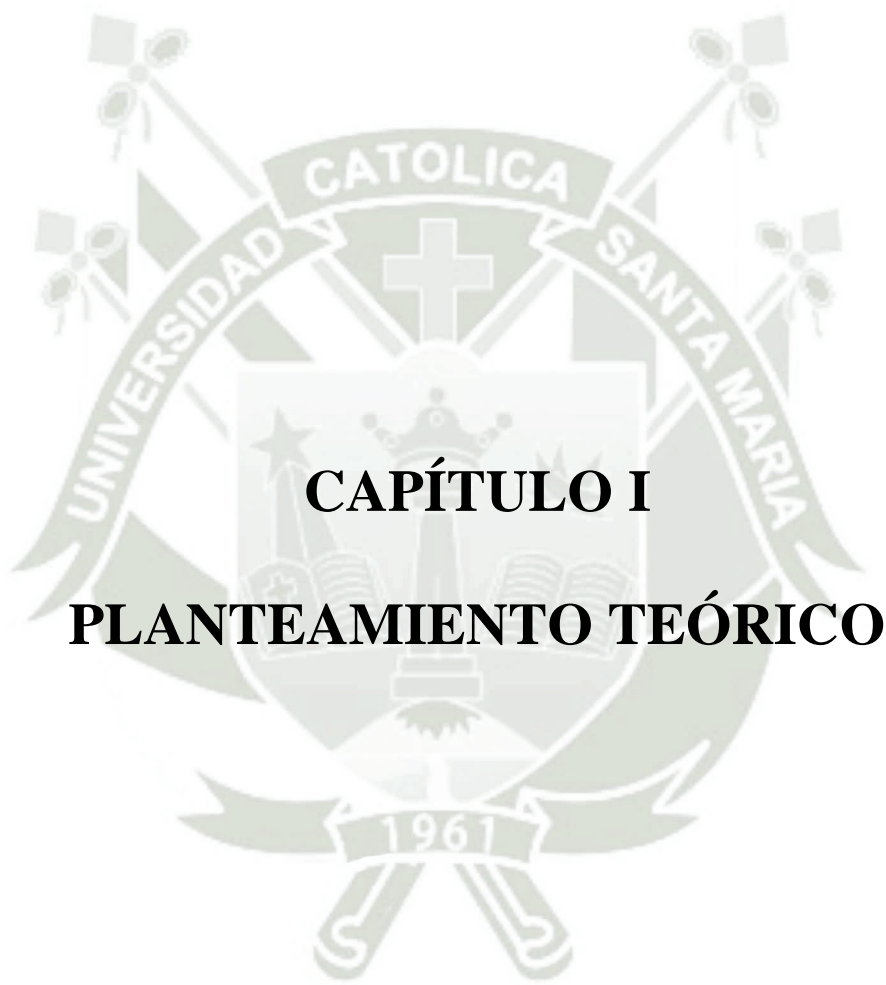 CATOLICA
UNIVERSIDAD
SANTA MARIA
CAPÍTULO I
PLANTEAMIENTO TEÓRICO
1961